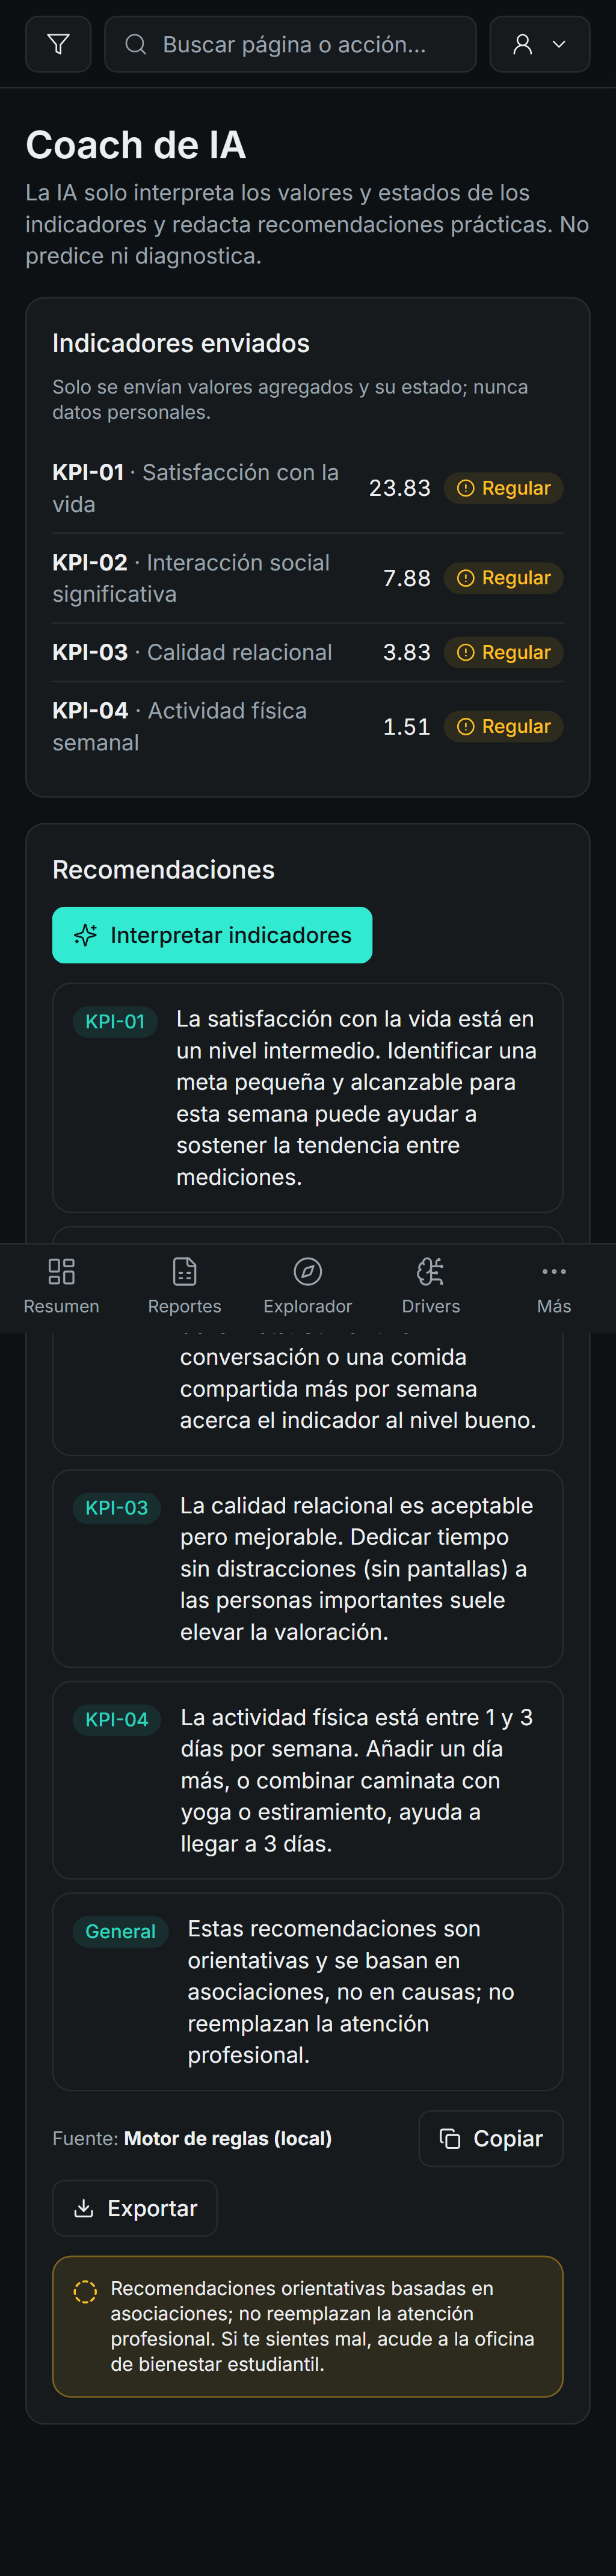 Buscar página o acción...
Coach de IA
La IA solo interpreta los valores y estados de los
indicadores y redacta recomendaciones prácticas. No
predice ni diagnostica.
Indicadores enviados
Solo se envían valores agregados y su estado; nunca
datos personales.
KPI-01 · Satisfacción con la
vida
23.83
Regular
KPI-02 · Interacción social
significativa
7.88
Regular
KPI-03 · Calidad relacional
3.83
Regular
KPI-04 · Actividad física
semanal
1.51
Regular
Recomendaciones
Interpretar indicadores
KPI-01
La satisfacción con la vida está en
un nivel intermedio. Identificar una
meta pequeña y alcanzable para
esta semana puede ayudar a
sostener la tendencia entre
mediciones.
Resumen
Reportes
Explorador
Drivers
Más
conversación o una comida
compartida más por semana
acerca el indicador al nivel bueno.
KPI-03
La calidad relacional es aceptable
pero mejorable. Dedicar tiempo
sin distracciones (sin pantallas) a
las personas importantes suele
elevar la valoración.
KPI-04
La actividad física está entre 1 y 3
días por semana. Añadir un día
más, o combinar caminata con
yoga o estiramiento, ayuda a
llegar a 3 días.
General
Estas recomendaciones son
orientativas y se basan en
asociaciones, no en causas; no
reemplazan la atención
profesional.
Fuente: Motor de reglas (local)
Copiar
Exportar
Recomendaciones orientativas basadas en
asociaciones; no reemplazan la atención
profesional. Si te sientes mal, acude a la oficina
de bienestar estudiantil.